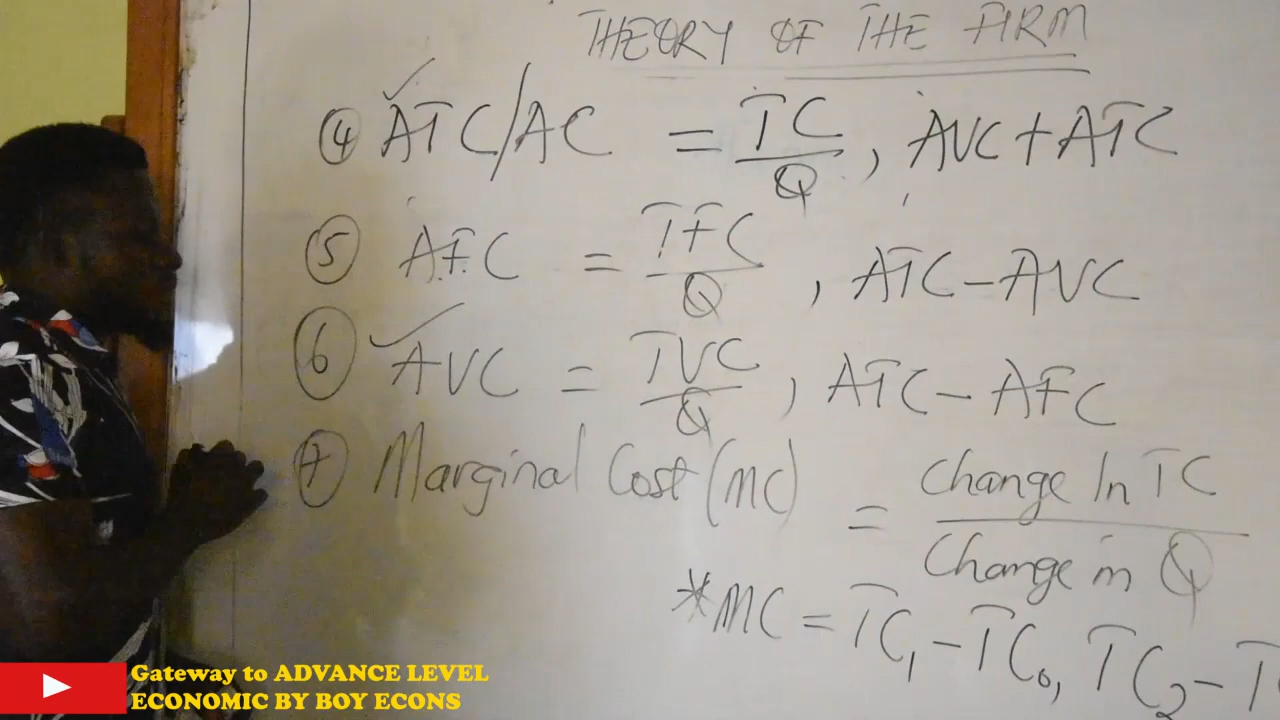 THEORY OF THE FIRM
④ ATC/AC = TC/Q, AVC+ATC
⑤ AFC = TFC/Q, ATC-AVC
⑥ AVC = TVC/Q, ATC-AFC
⑦ Marginal Cost (MC) = Change In TC / Change in Q
*MC = TC₁-TC₀, TC₂-T
Gateway to ADVANCE LEVEL
ECONOMIC BY BOY ECONS